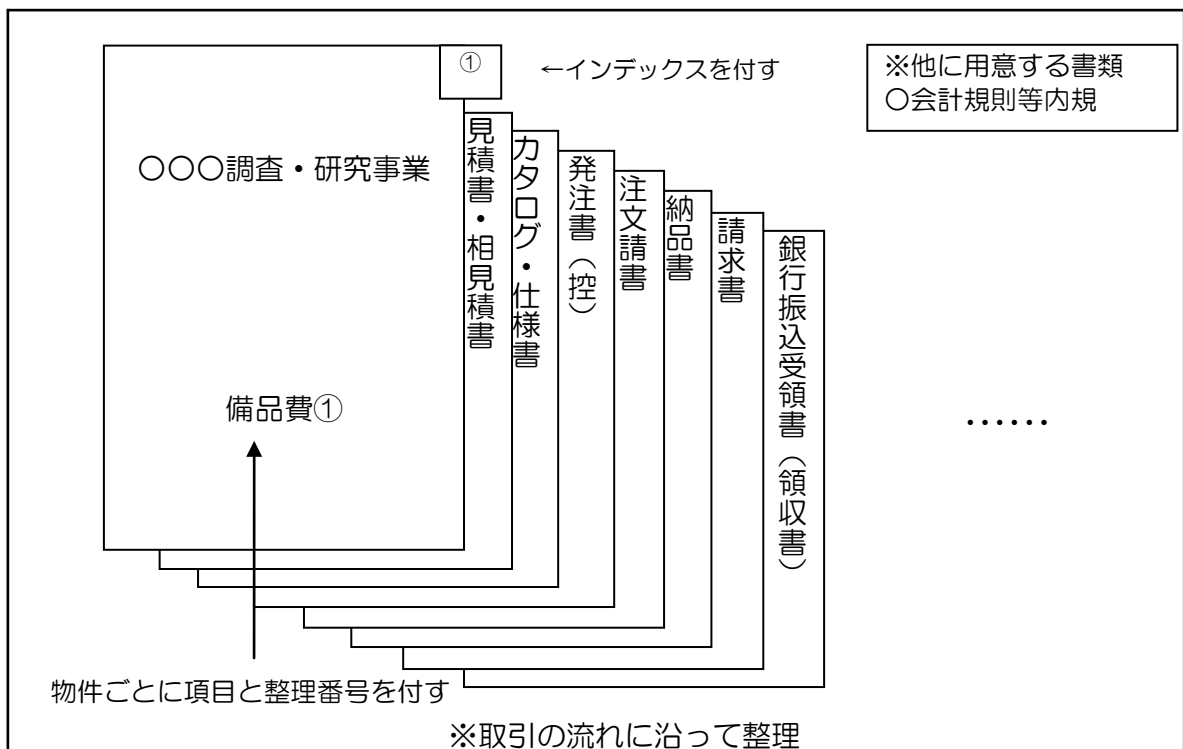 ①
←インデックスを付す
※他に用意する書類
〇会計規則等内規
〇〇〇調査・研究事業
見積書・相見積書
カタログ・仕様書
発注書（控）
注文請書
納品書
請求書
銀行振込受領書（領収書）
備品費①
・・・・・・
物件ごとに項目と整理番号を付す
※取引の流れに沿って整理